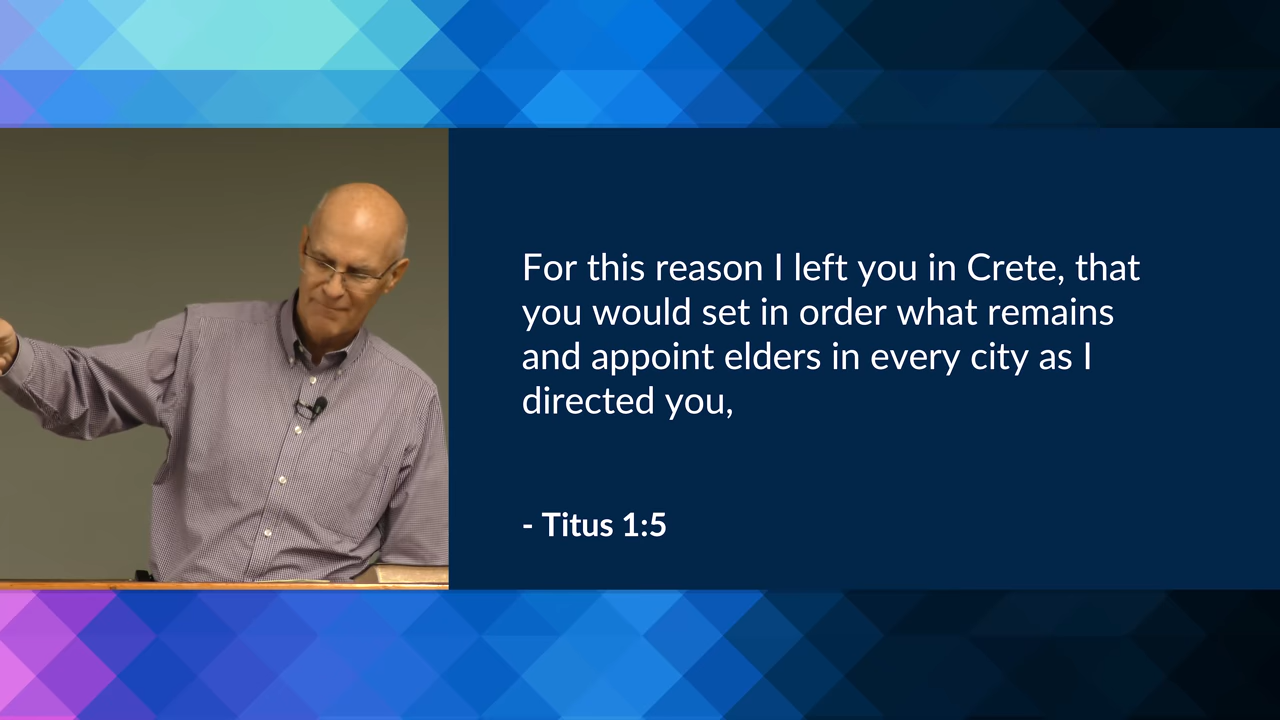 For this reason I left you in Crete, that
you would set in order what remains
and appoint elders in every city as I
directed you,
- Titus 1:5